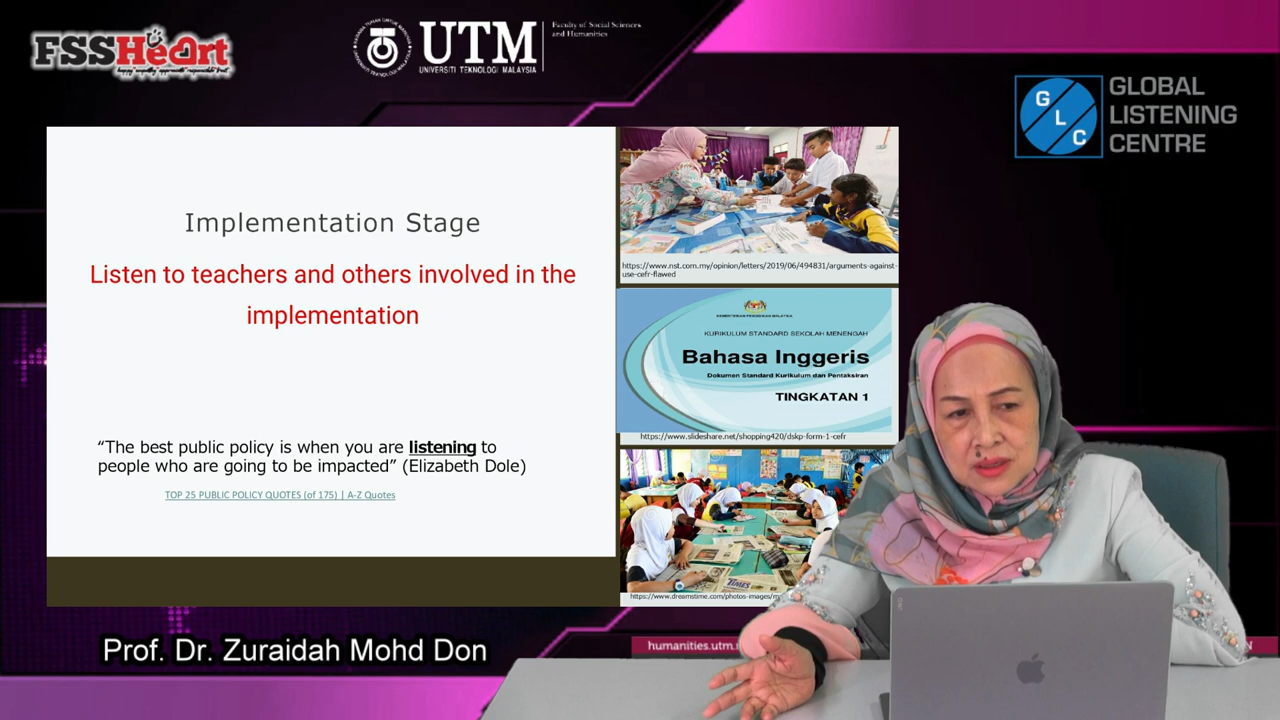 FSSHeart
UTM
UNIVERSITI TEKNOLOGI MALAYSIA
Faculty of Social Sciences
and Humanities
GLC
GLOBAL
LISTENING
CENTRE
Implementation Stage
Listen to teachers and others involved in the
implementation
“The best public policy is when you are listening to
people who are going to be impacted” (Elizabeth Dole)
TOP 25 PUBLIC POLICY QUOTES (of 175) | A-Z Quotes
https://www.nst.com.my/opinion/letters/2019/06/494831/arguments-against-
use-cefr-flawed
KEMENTERIAN PENDIDIKAN MALAYSIA
KURIKULUM STANDARD SEKOLAH MENENGAH
Bahasa Inggeris
Dokumen Standard Kurikulum dan Pentaksiran
TINGKATAN 1
https://www.slideshare.net/shopping420/dskp-form-1-cefr
TIMES
https://www.dreamstime.com/photos-images/m
Prof. Dr. Zuraidah Mohd Don
humanities.utm.
N